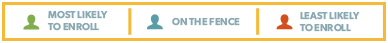 MOST LIKELY
TO ENROLL
ON THE FENCE
LEAST LIKELY
TO ENROLL